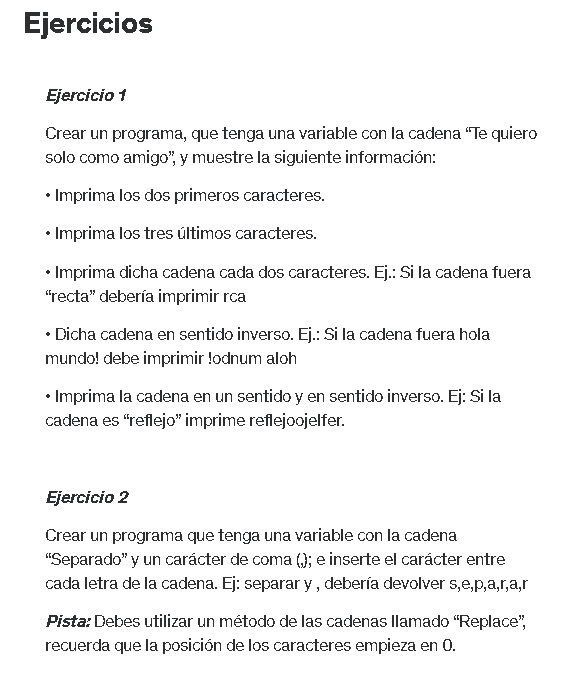 Ejercicios
Ejercicio 1
Crear un programa, que tenga una variable con la cadena “Te quiero
solo como amigo”, y muestre la siguiente información:
• Imprima los dos primeros caracteres.
• Imprima los tres últimos caracteres.
• Imprima dicha cadena cada dos caracteres. Ej.: Si la cadena fuera
“recta” debería imprimir rca
• Dicha cadena en sentido inverso. Ej.: Si la cadena fuera hola
mundo! debe imprimir !odnum aloh
• Imprima la cadena en un sentido y en sentido inverso. Ej: Si la
cadena es “reflejo” imprime reflejoojelfer.
Ejercicio 2
Crear un programa que tenga una variable con la cadena
“Separado” y un carácter de coma (,); e inserte el carácter entre
cada letra de la cadena. Ej: separar y , debería devolver s,e,p,a,r,a,r
Pista: Debes utilizar un método de las cadenas llamado “Replace”,
recuerda que la posición de los caracteres empieza en 0.